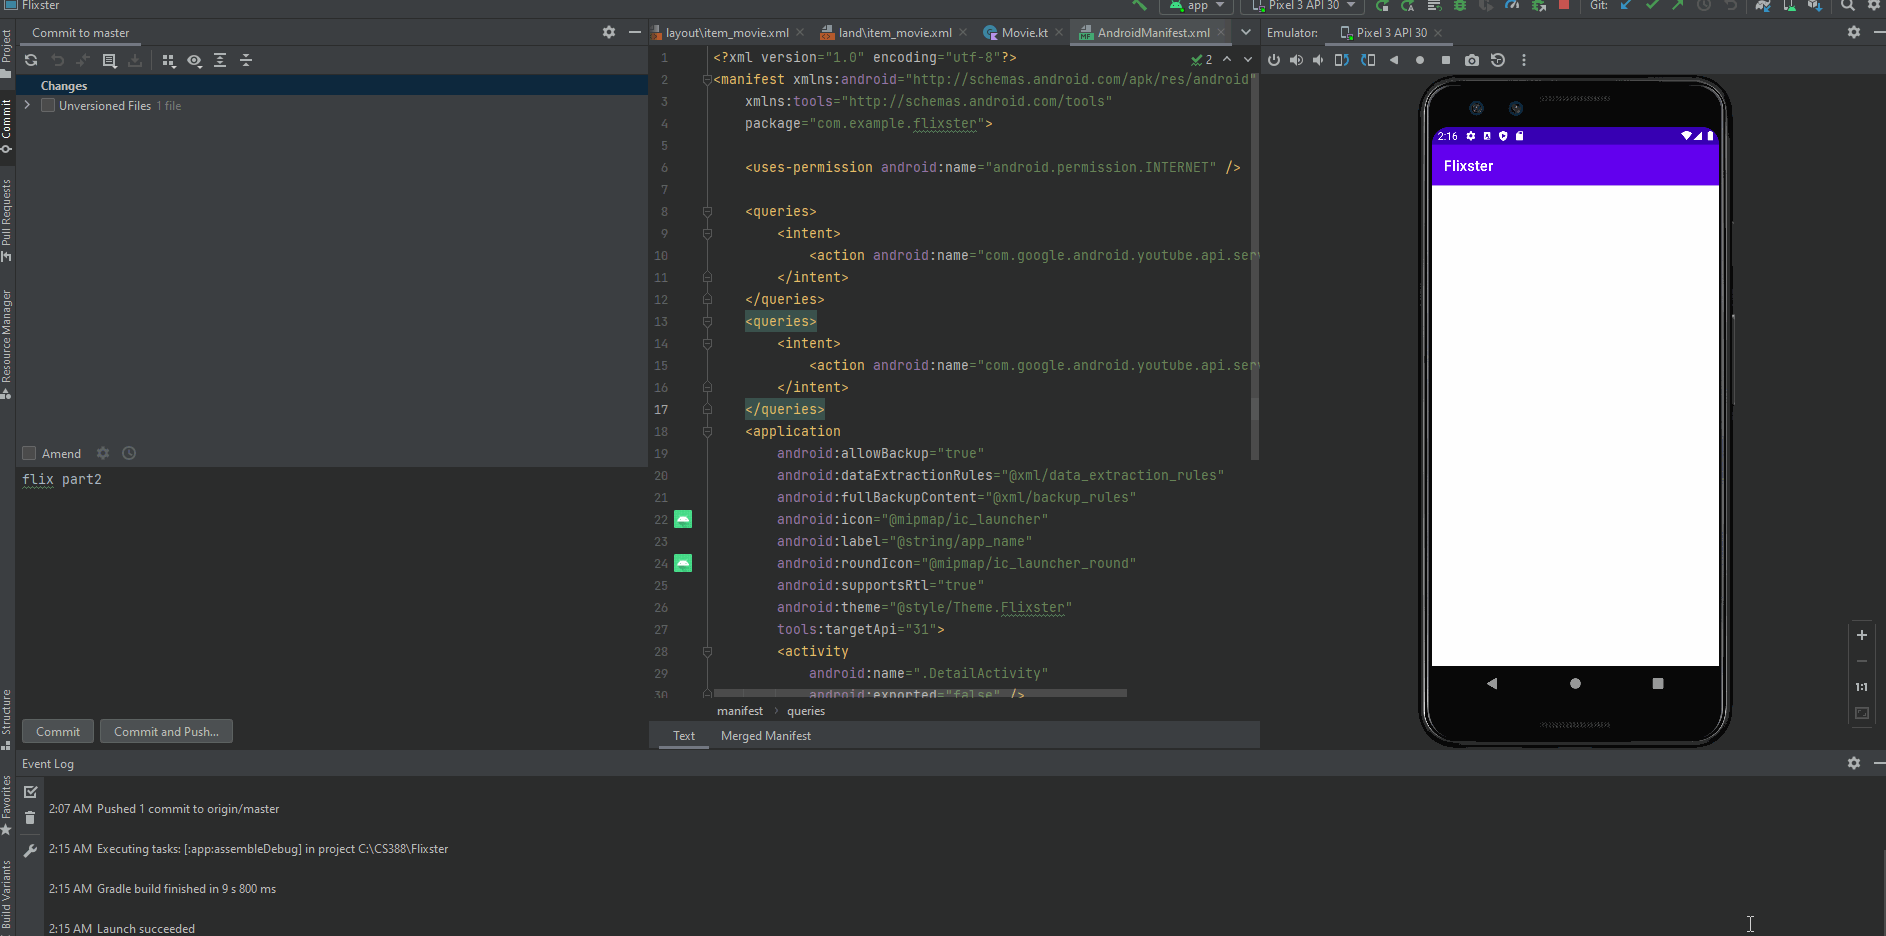 Flixster
app
Pixel 3 API 30
Git:
Project
Commit
Pull Requests
Resource Manager
Structure
Favorites
Build Variants
Commit to master
Changes
Unversioned Files 1 file
Amend
flix part2
Commit
Commit and Push...
layout\item_movie.xml
land\item_movie.xml
Movie.kt
AndroidManifest.xml
2
1 <?xml version="1.0" encoding="utf-8"?>
2 <manifest xmlns:android="http://schemas.android.com/apk/res/android"
3 xmlns:tools="http://schemas.android.com/tools"
4 package="com.example.flixster">
5
6 <uses-permission android:name="android.permission.INTERNET" />
7
8 <queries>
9 <intent>
10 <action android:name="com.google.android.youtube.api.ser
11 </intent>
12 </queries>
13 <queries>
14 <intent>
15 <action android:name="com.google.android.youtube.api.ser
16 </intent>
17 </queries>
18 <application
19 android:allowBackup="true"
20 android:dataExtractionRules="@xml/data_extraction_rules"
21 android:fullBackupContent="@xml/backup_rules"
22 android:icon="@mipmap/ic_launcher"
23 android:label="@string/app_name"
24 android:roundIcon="@mipmap/ic_launcher_round"
25 android:supportsRtl="true"
26 android:theme="@style/Theme.Flixster"
27 tools:targetApi="31">
28 <activity
29 android:name=".DetailActivity"
30 android:exported="false" />
manifest > queries
Text
Merged Manifest
Emulator:
Pixel 3 API 30
2:16
Flixster
1:1
Event Log
2:07 AM Pushed 1 commit to origin/master
2:15 AM Executing tasks: [:app:assembleDebug] in project C:\CS388\Flixster
2:15 AM Gradle build finished in 9 s 800 ms
2:15 AM Launch succeeded